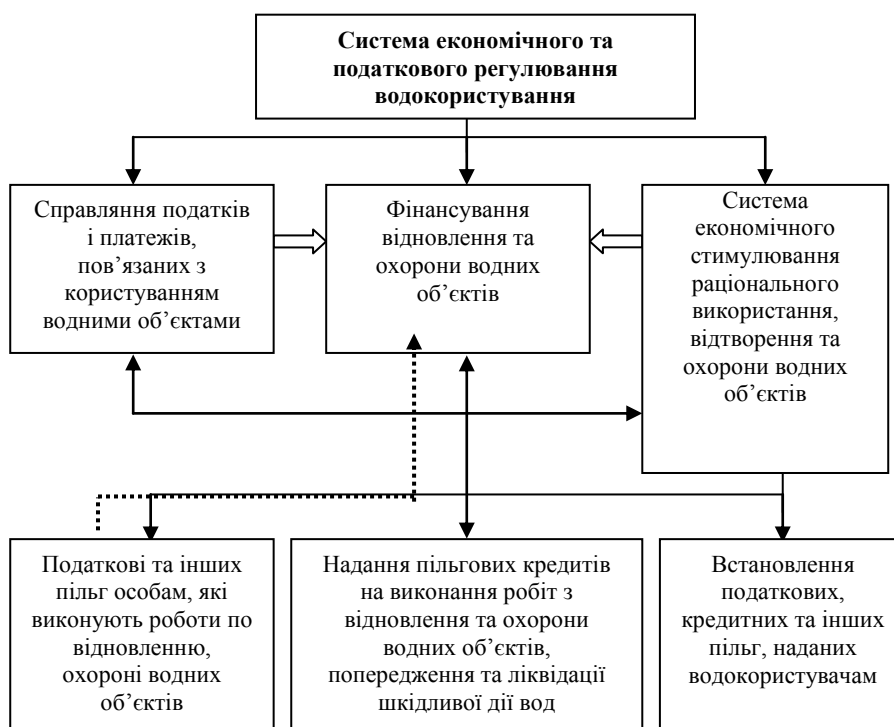 Система економічного та
податкового регулювання
водокористування
Справляння податків
і платежів,
пов’язаних з
користуванням
водними об’єктами
Фінансування
відновлення та
охорони водних
об’єктів
Система
економічного
стимулювання
раціонального
використання,
відтворення та
охорони водних
об’єктів
Податкові та інших
пільг особам, які
виконують роботи по
відновленню,
охороні водних
об’єктів
Надання пільгових кредитів
на виконання робіт з
відновлення та охорони
водних об’єктів,
попередження та ліквідації
шкідливої дії вод
Встановлення
податкових,
кредитних та інших
пільг, наданих
водокористувачам